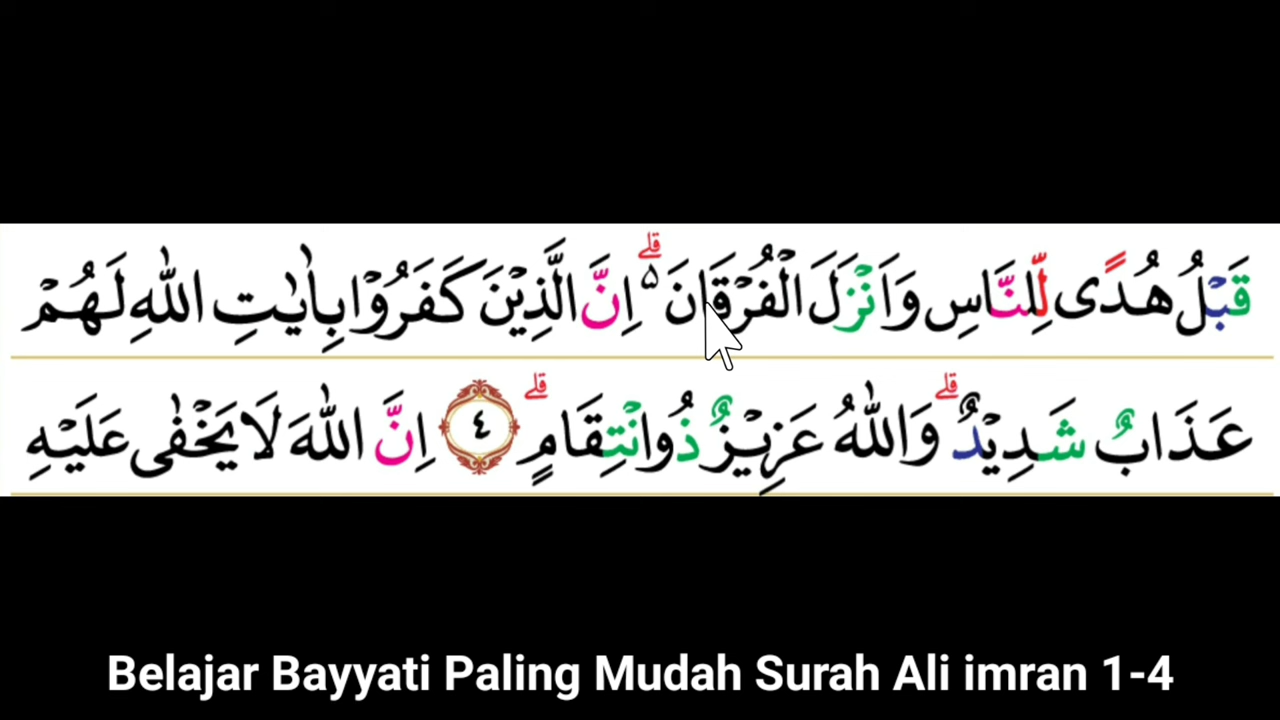 قَبْلُ هُدًى لِّلنَّاسِ وَاَنْزَلَ الْفُرْقَانَ ەۗ اِنَّ الَّذِيْنَ كَفَرُوْا بِاٰيٰتِ اللّٰهِ لَهُمْ
عَذَابٌ شَدِيْدٌۗ وَاللّٰهُ عَزِيْزٌ ذُوانْتِقَامٍۗ ٤ اِنَّ اللّٰهَ لَا يَخْفٰى عَلَيْهِ
Belajar Bayyati Paling Mudah Surah Ali imran 1-4